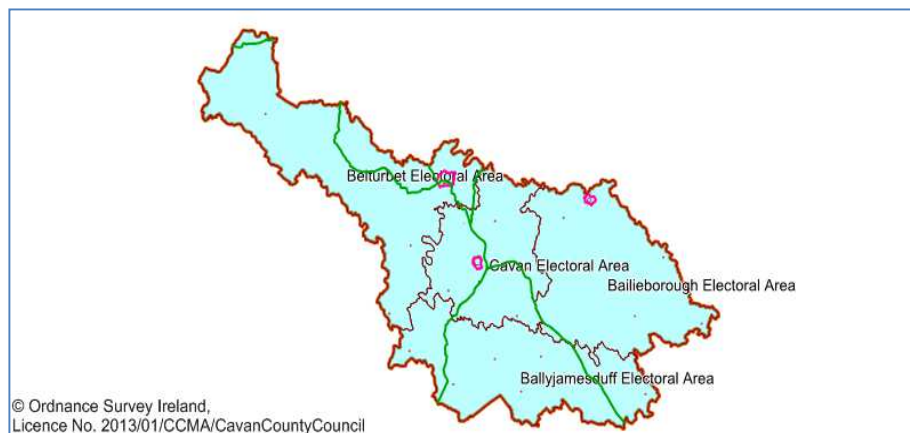 Belturbet Electoral Area
Cavan Electoral Area
Bailieborough Electoral Area
Ballyjamesduff Electoral Area
© Ordnance Survey Ireland,
Licence No. 2013/01/CCMA/CavanCountyCouncil